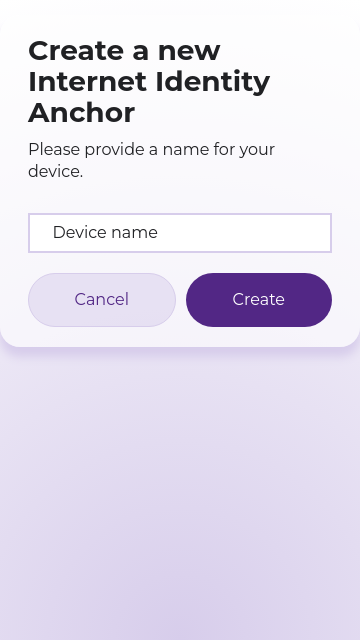 Create a new
Internet Identity
Anchor
Please provide a name for your
device.
Device name
Cancel
Create